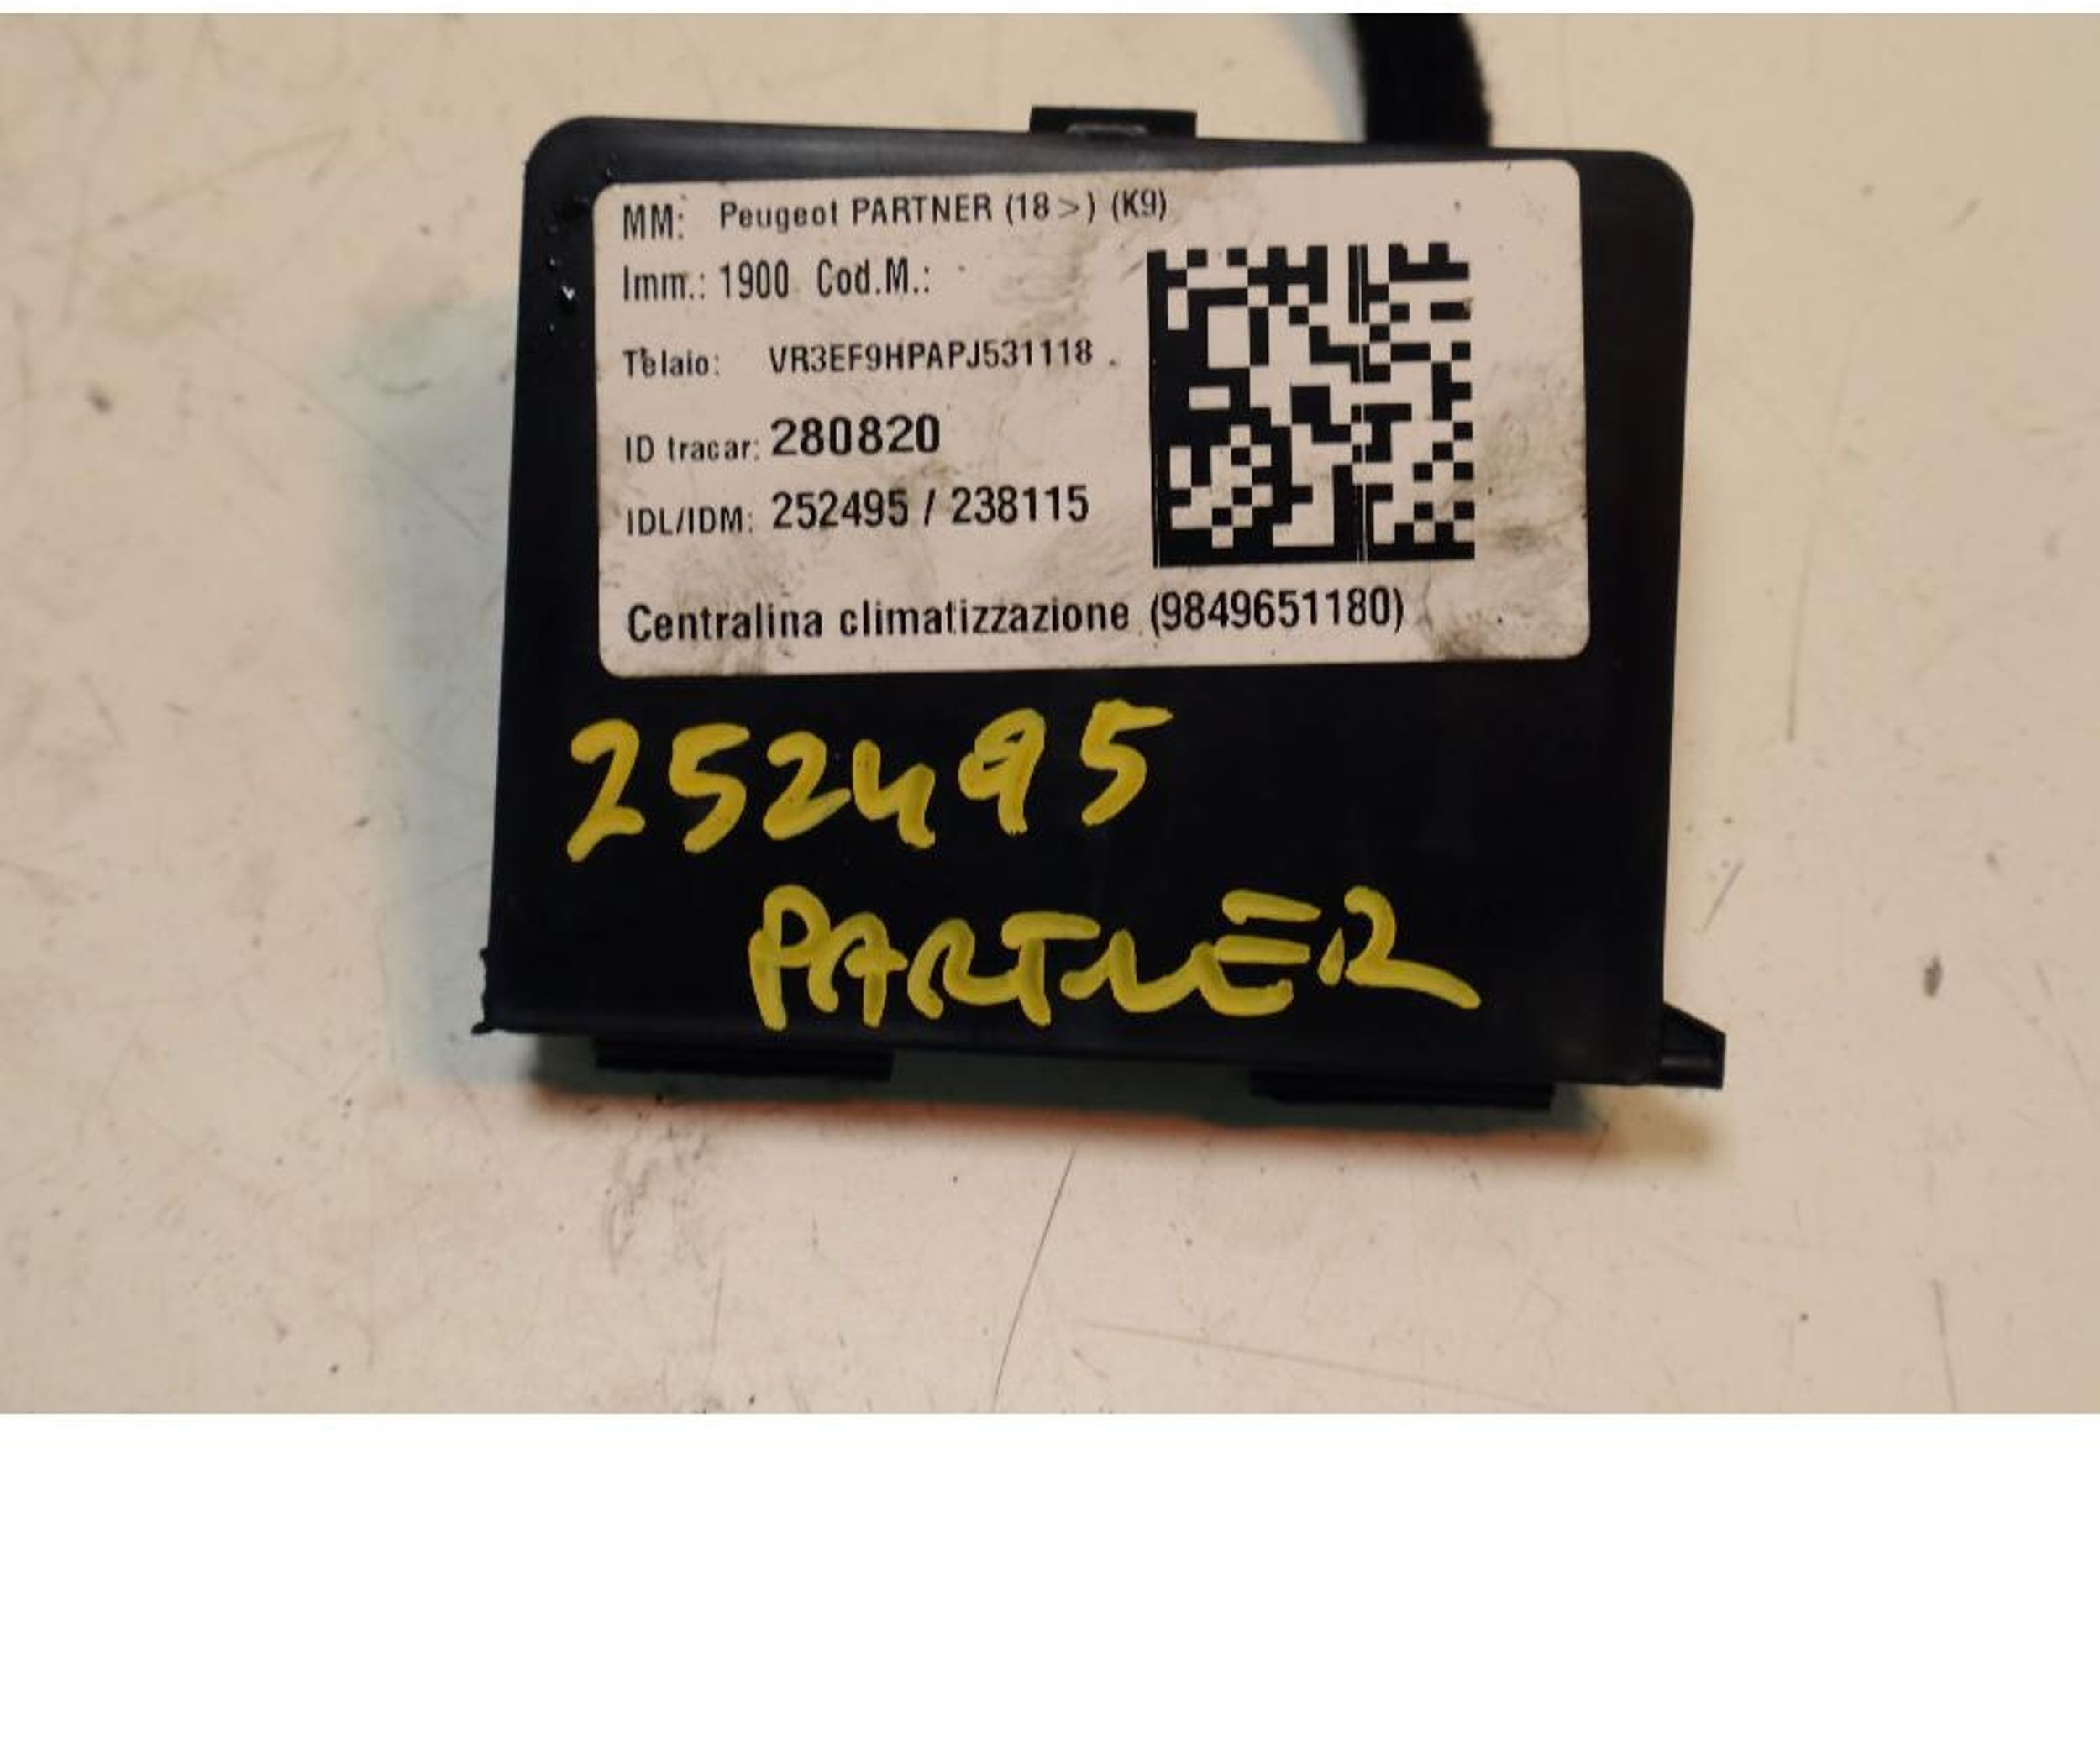 MM: Peugeot PARTNER (18>) (K9)
Imm.: 1900 Cod.M.:
Telaio: VR3EF9HPAPJ531118
ID tracar: 280820
IDL/IDM: 252495 / 238115
Centralina climatizzazione (9849651180)
252495
PARTNER